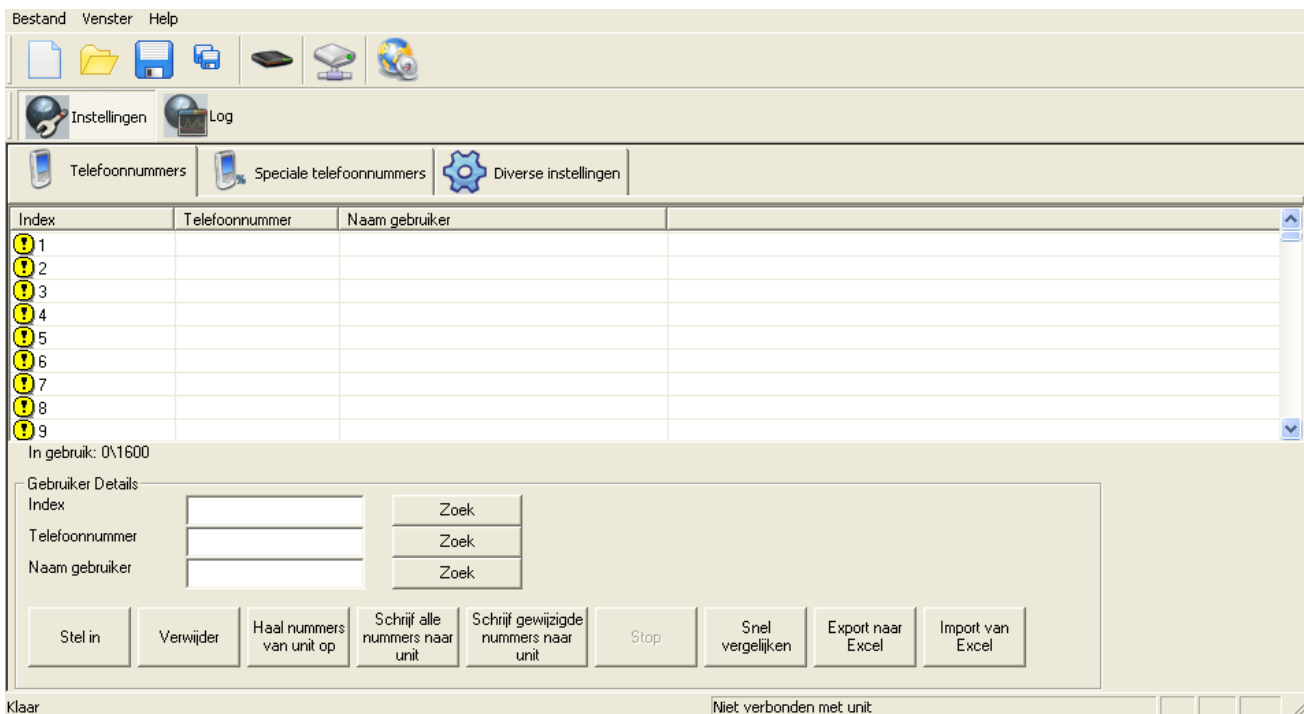 Bestand Venster Help
Instellingen Log
Telefoonnummers Speciale telefoonnummers Diverse instellingen
Index Telefoonnummer Naam gebruiker
1
2
3
4
5
6
7
8
9
In gebruik: 0\1600
Gebruiker Details
Index Zoek
Telefoonnummer Zoek
Naam gebruiker Zoek
Stel in
Verwijder
Haal nummers
van unit op
Schrijf alle
nummers naar
unit
Schrijf gewijzigde
nummers naar
unit
Stop
Snel
vergelijken
Export naar
Excel
Import van
Excel
Klaar Niet verbonden met unit